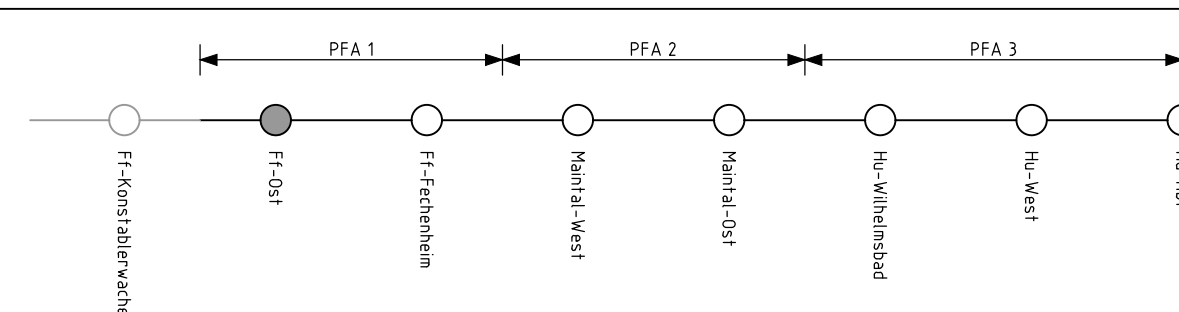 PFA 1
PFA 2
PFA 3
Ff-Konstablerwache
Ff-Ost
Ff-Fechenheim
Maintal-West
Maintal-Ost
Hu-Wilhelmsbad
Hu-West